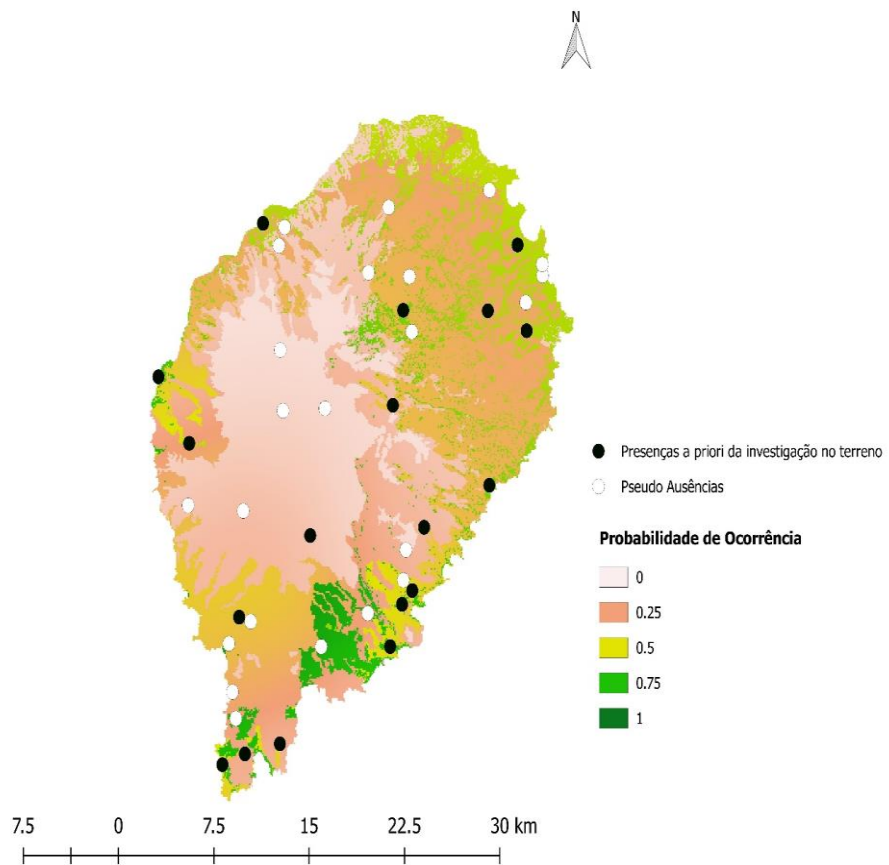 N
Presenças a priori da investigação no terreno
Pseudo Ausências
Probabilidade de Ocorrência
0
0.25
0.5
0.75
1
7.5 0 7.5 15 22.5 30 km